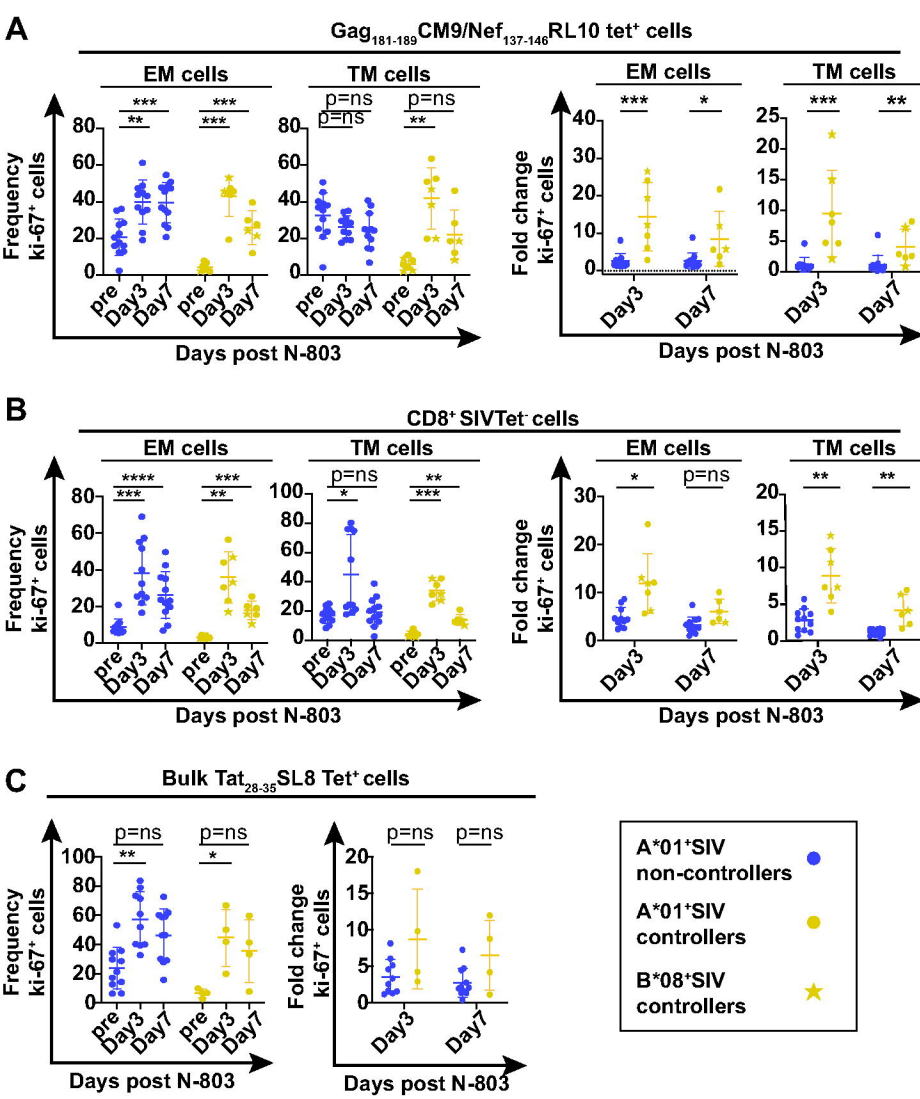 A
Gag181-189CM9/Nef137-146RL10 tet+ cells
EM cells
TM cells
EM cells
TM cells
*** *** p=ns p=ns *** * *** **
** *** p=ns **
Frequency
ki-67+ cells
80
60
40
20
0
80
60
40
20
0
Fold change
ki-67+ cells
40
30
20
10
0
25
20
15
10
5
0
pre Day3 Day7 pre Day3 Day7 pre Day3 Day7 pre Day3 Day7
Day3 Day7 Day3 Day7
Days post N-803
Days post N-803
B
CD8+ SIVTet- cells
EM cells
TM cells
EM cells
TM cells
**** *** p=ns ** * p=ns ** **
*** ** * ***
Frequency
ki-67+ cells
80
60
40
20
0
100
80
60
40
20
0
Fold change
ki-67+ cells
30
20
10
0
20
15
10
5
0
pre Day3 Day7 pre Day3 Day7 pre Day3 Day7 pre Day3 Day7
Day3 Day7 Day3 Day7
Days post N-803
Days post N-803
C
Bulk Tat28-35SL8 Tet+ cells
p=ns p=ns p=ns p=ns
** *
Frequency
ki-67+ cells
100
80
60
40
20
0
Fold change
ki-67+ cells
20
15
10
5
0
pre Day3 Day7 pre Day3 Day7
Day3 Day7
Days post N-803
Days post N-803
A*01+SIV
non-controllers
A*01+SIV
controllers
B*08+SIV
controllers